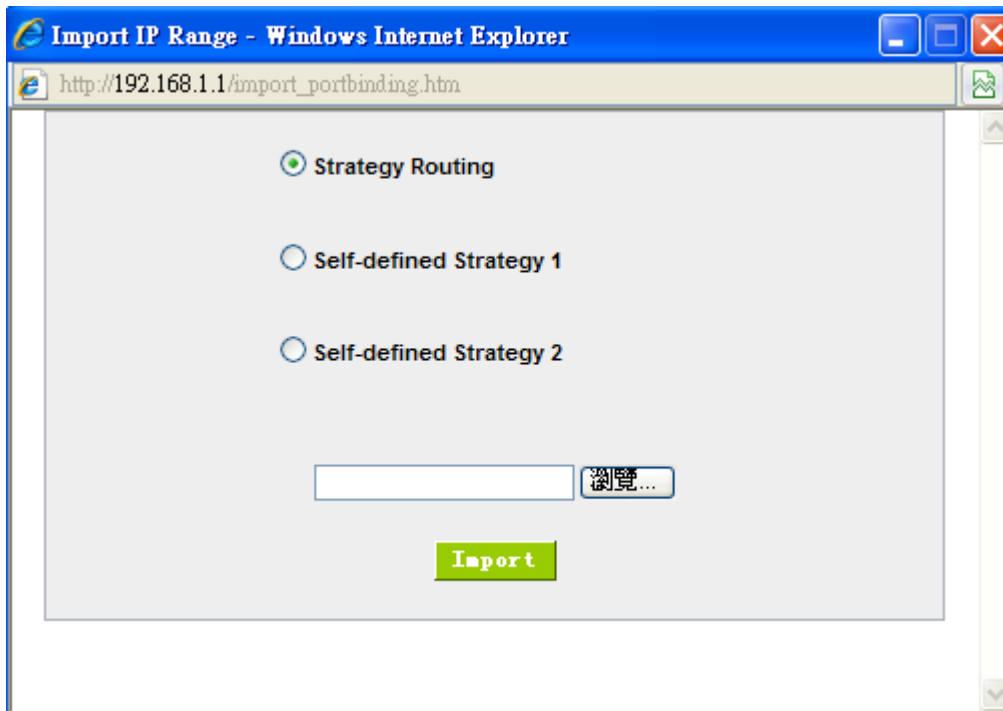 Import IP Range - Windows Internet Explorer
http://192.168.1.1/import_portbinding.htm
Strategy Routing
Self-defined Strategy 1
Self-defined Strategy 2
瀏覽...
Import